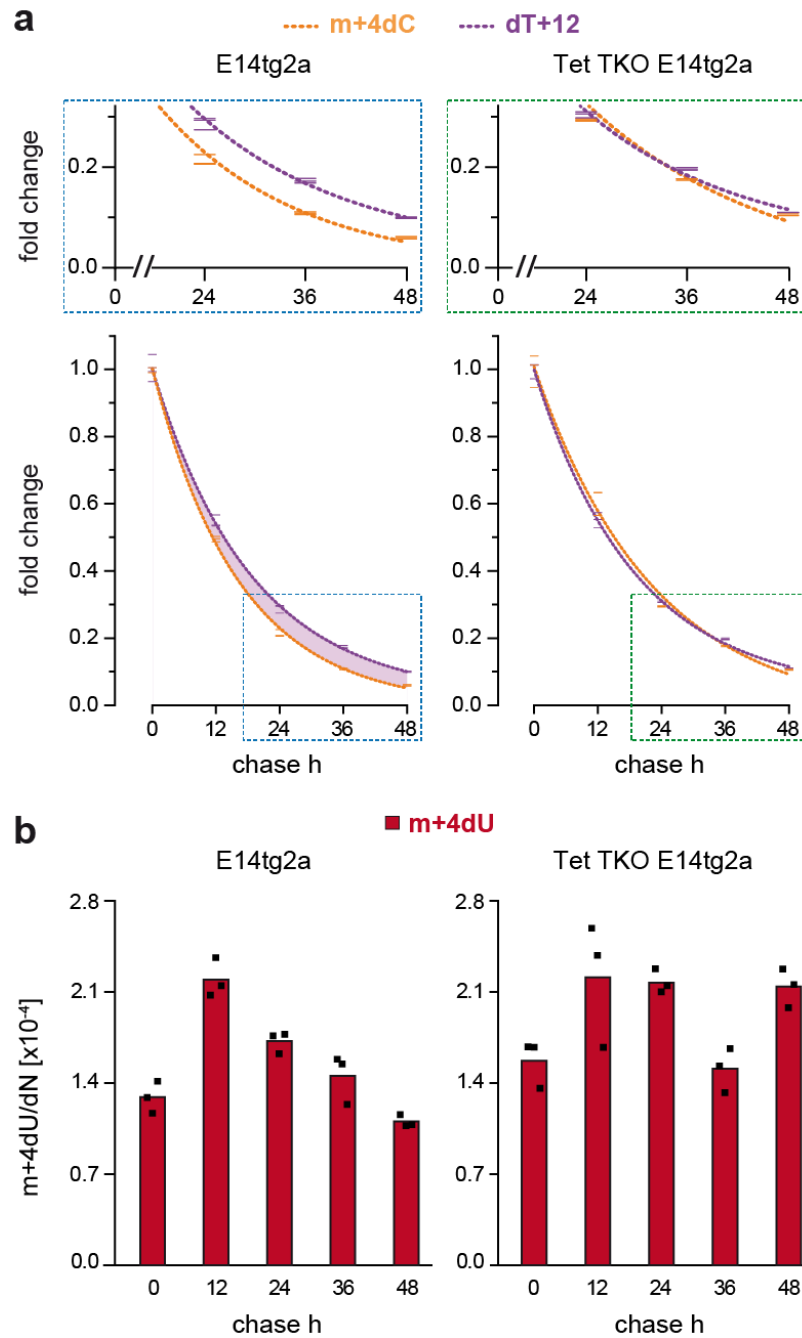 a
m+4dC dT+12
E14tg2a Tet TKO E14tg2a
fold change
0.2
0.0
0 // 24 36 48
0.2
0.0
0 // 24 36 48
fold change
1.0
0.8
0.6
0.4
0.2
0.0
0 12 24 36 48
chase h
1.0
0.8
0.6
0.4
0.2
0.0
0 12 24 36 48
chase h
b
m+4dU
E14tg2a Tet TKO E14tg2a
m+4dU/dN [x10⁻⁴]
2.8
2.1
1.4
0.7
0.0
0 12 24 36 48
chase h
2.8
2.1
1.4
0.7
0.0
0 12 24 36 48
chase h